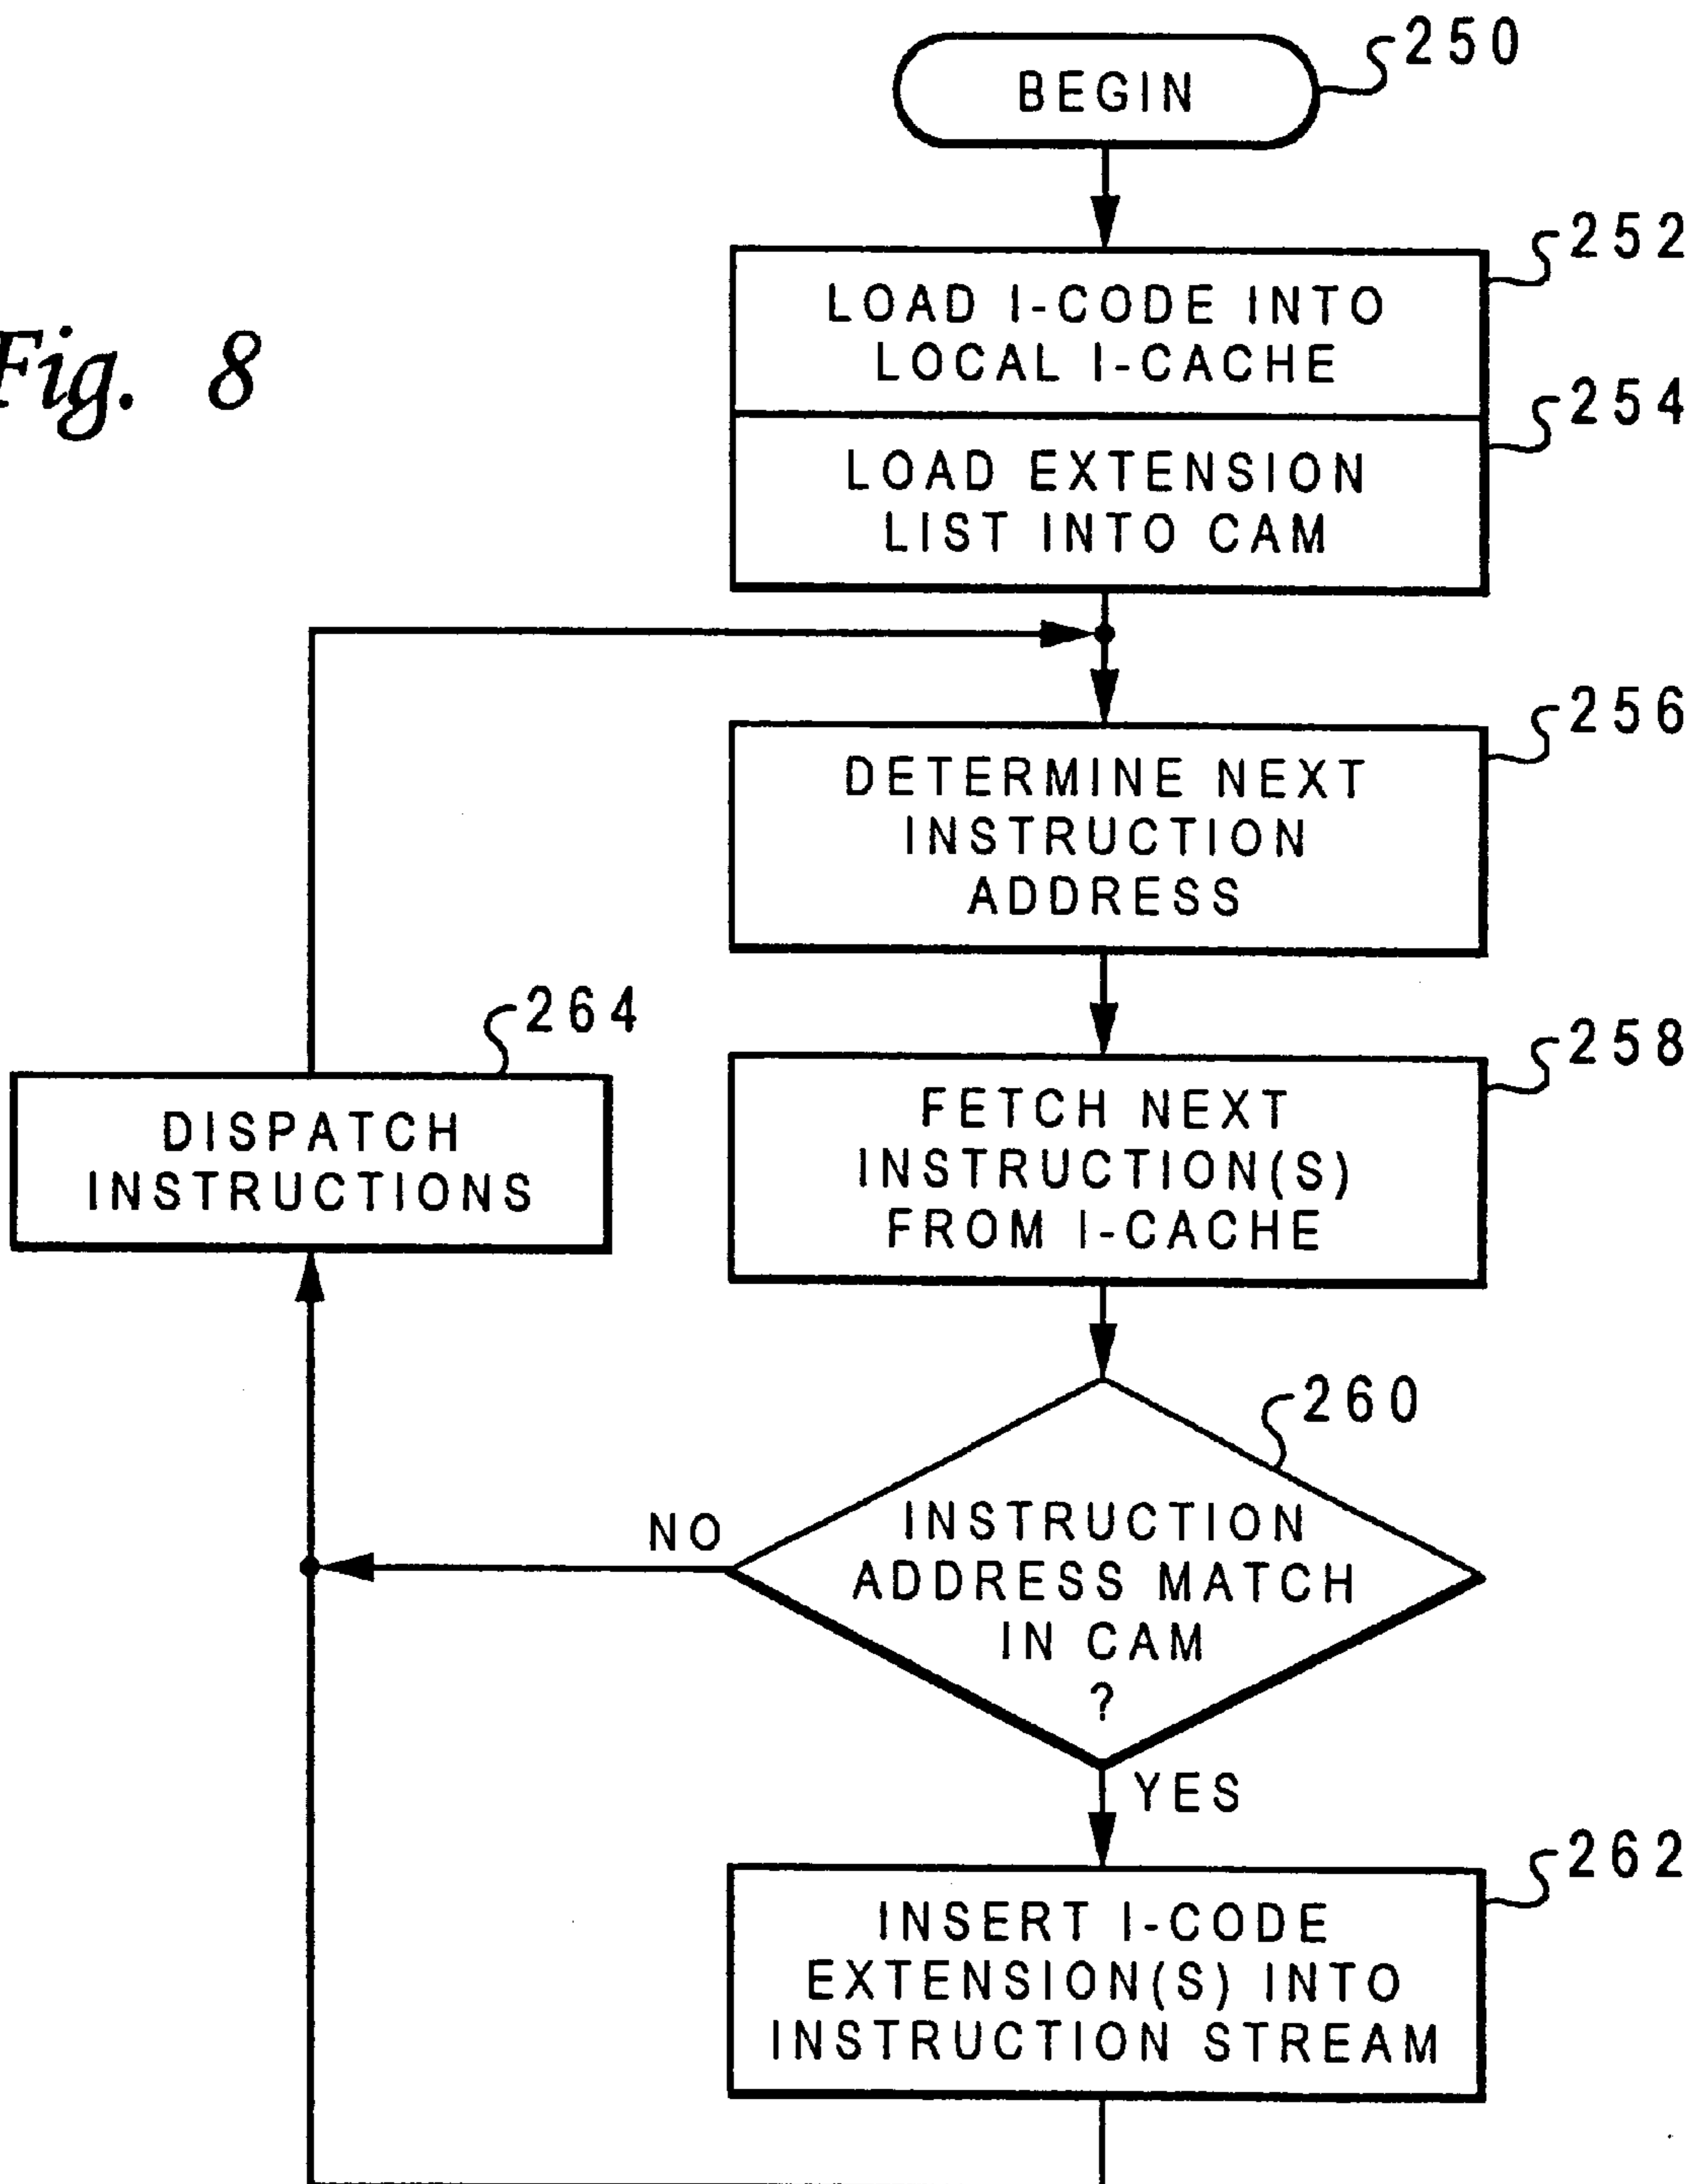 BEGIN
250
252
LOAD I-CODE INTO
LOCAL I-CACHE
Fig. 8
254
LOAD EXTENSION
LIST INTO CAM
256
DETERMINE NEXT
INSTRUCTION
ADDRESS
264
DISPATCH
INSTRUCTIONS
258
FETCH NEXT
INSTRUCTION(S)
FROM I-CACHE
260
NO
INSTRUCTION
ADDRESS MATCH
IN CAM
?
YES
262
INSERT I-CODE
EXTENSION(S) INTO
INSTRUCTION STREAM